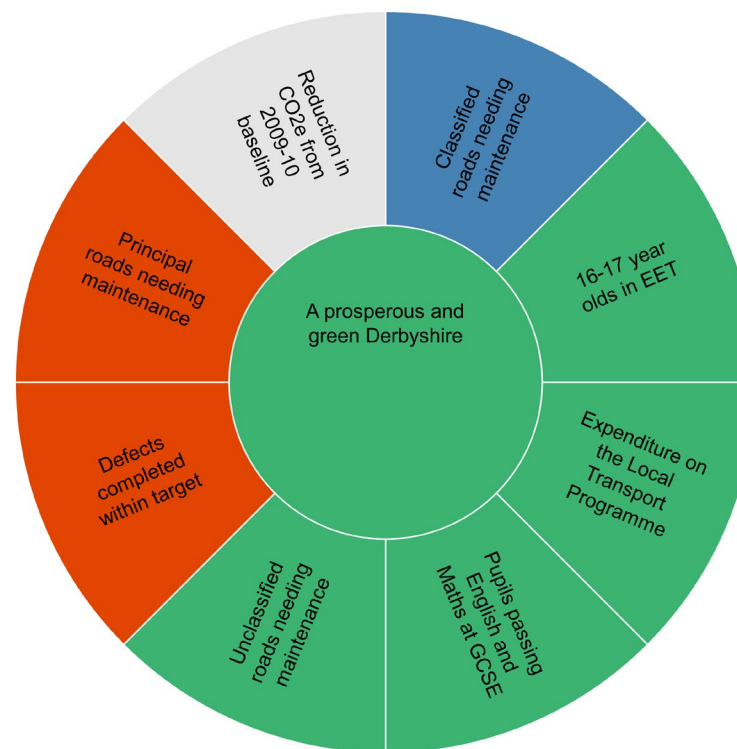 A prosperous and
green Derbyshire
Classified
roads needing
maintenance
16-17 year
olds in EET
Expenditure on
the Local
Transport
Programme
Pupils passing
English and
Maths at GCSE
Unclassified
roads needing
maintenance
Defects
completed
within target
Principal
roads needing
maintenance
Reduction in
CO2e from
2009-10
baseline